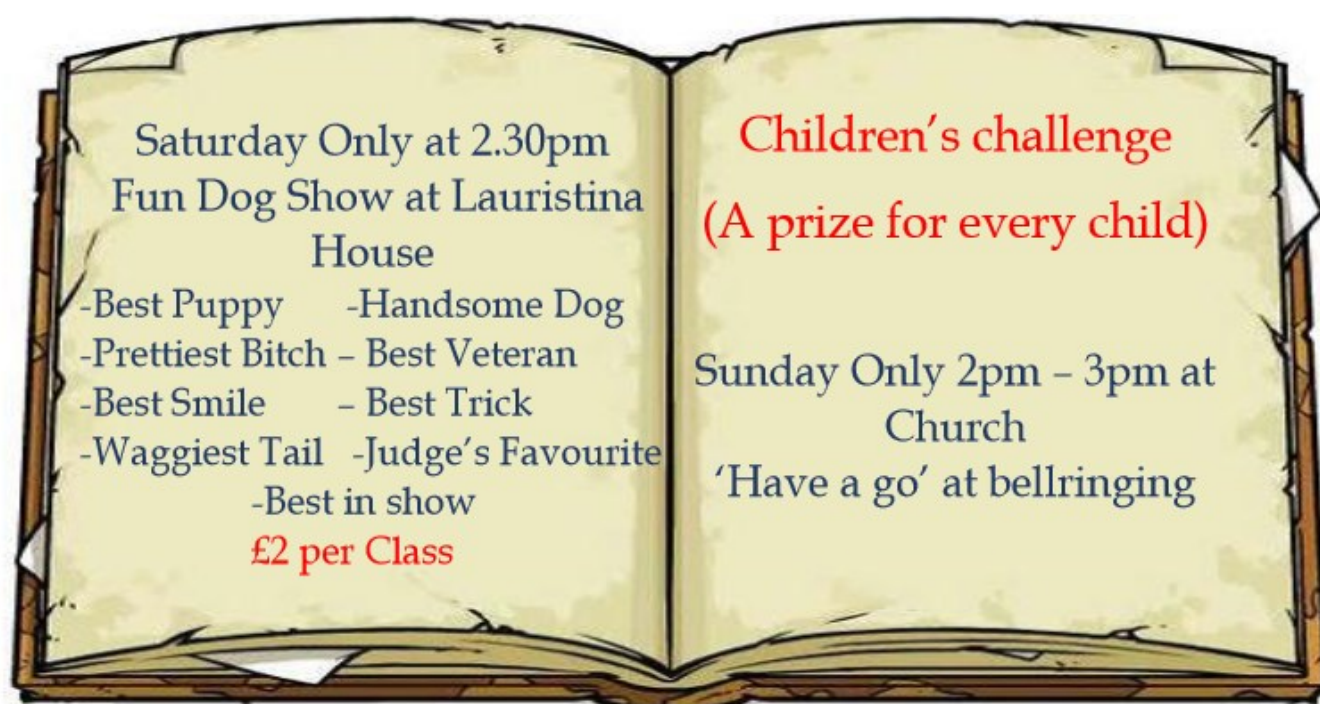 Saturday Only at 2.30pm
Fun Dog Show at Lauristina
House
-Best Puppy -Handsome Dog
-Prettiest Bitch – Best Veteran
-Best Smile – Best Trick
-Waggiest Tail -Judge’s Favourite
-Best in show
£2 per Class
Children’s challenge
(A prize for every child)
Sunday Only 2pm – 3pm at
Church
‘Have a go’ at bellringing